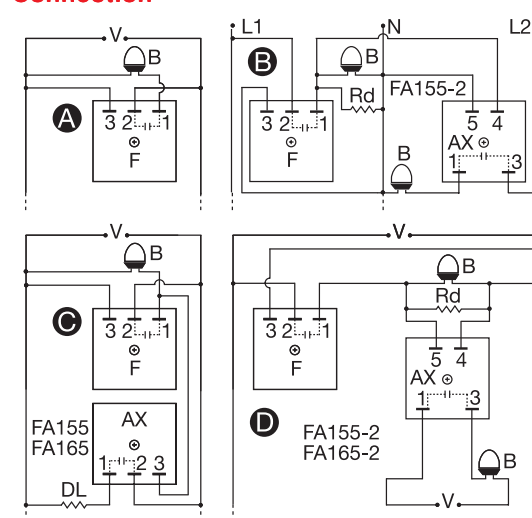 Connection
V
B
A
3 2 1
F
L1
N
L2
B
B
Rd
FA155-2
3 2 1
F
5 4
AX
1 3
B
V
B
C
3 2 1
F
FA155
FA165
AX
1 2 3
DL
V
B
Rd
3 2 1
F
5 4
AX
1 3
D
FA155-2
FA165-2
B
V